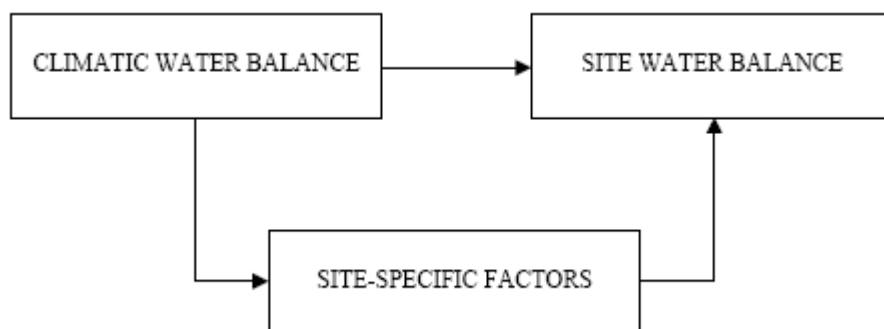 CLIMATIC WATER BALANCE
SITE WATER BALANCE
SITE-SPECIFIC FACTORS